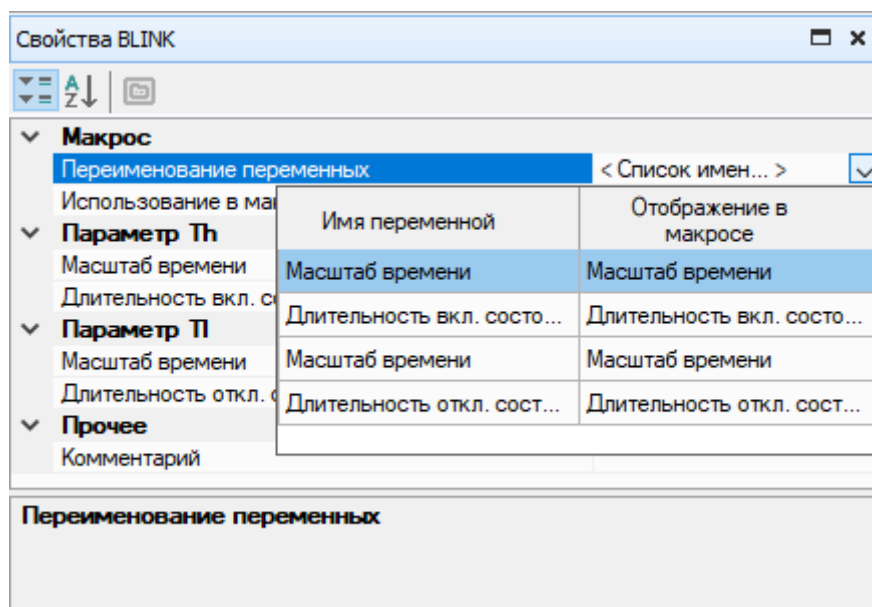 Свойства BLINK
Макрос
Переименование переменных
< Список имен... >
Использование в ма
Имя переменной
Отображение в
макросе
Параметр Th
Масштаб времени
Масштаб времени
Масштаб времени
Длительность вкл. с
Длительность вкл. состо...
Длительность вкл. состо...
Параметр Tl
Масштаб времени
Масштаб времени
Масштаб времени
Длительность откл.
Длительность откл. сост...
Длительность откл. сост...
Прочее
Комментарий
Переименование переменных